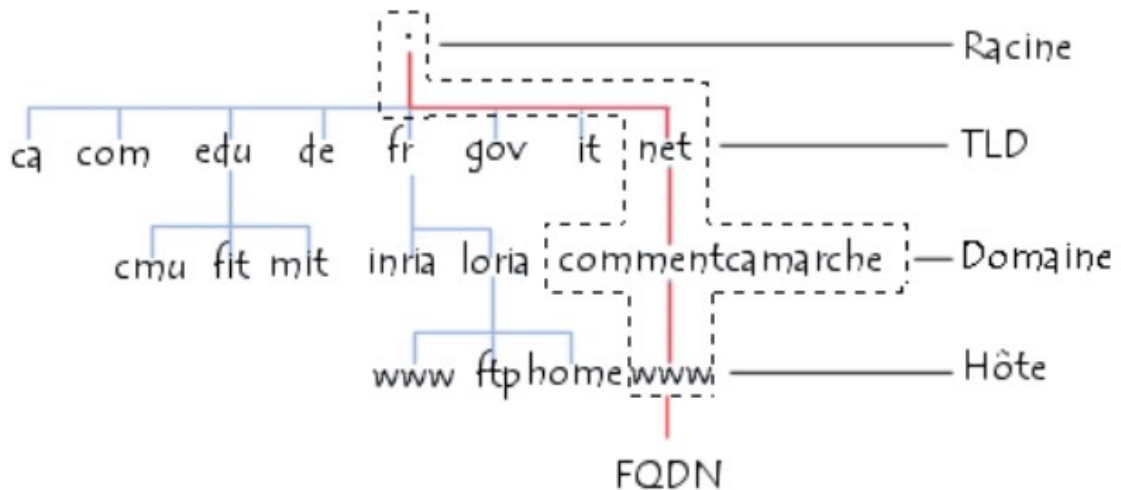 . Racine
ca com edu de fr gov it net TLD
cmu fit mit inria loria commentcamarche Domaine
www ftp home www Hôte
FQDN